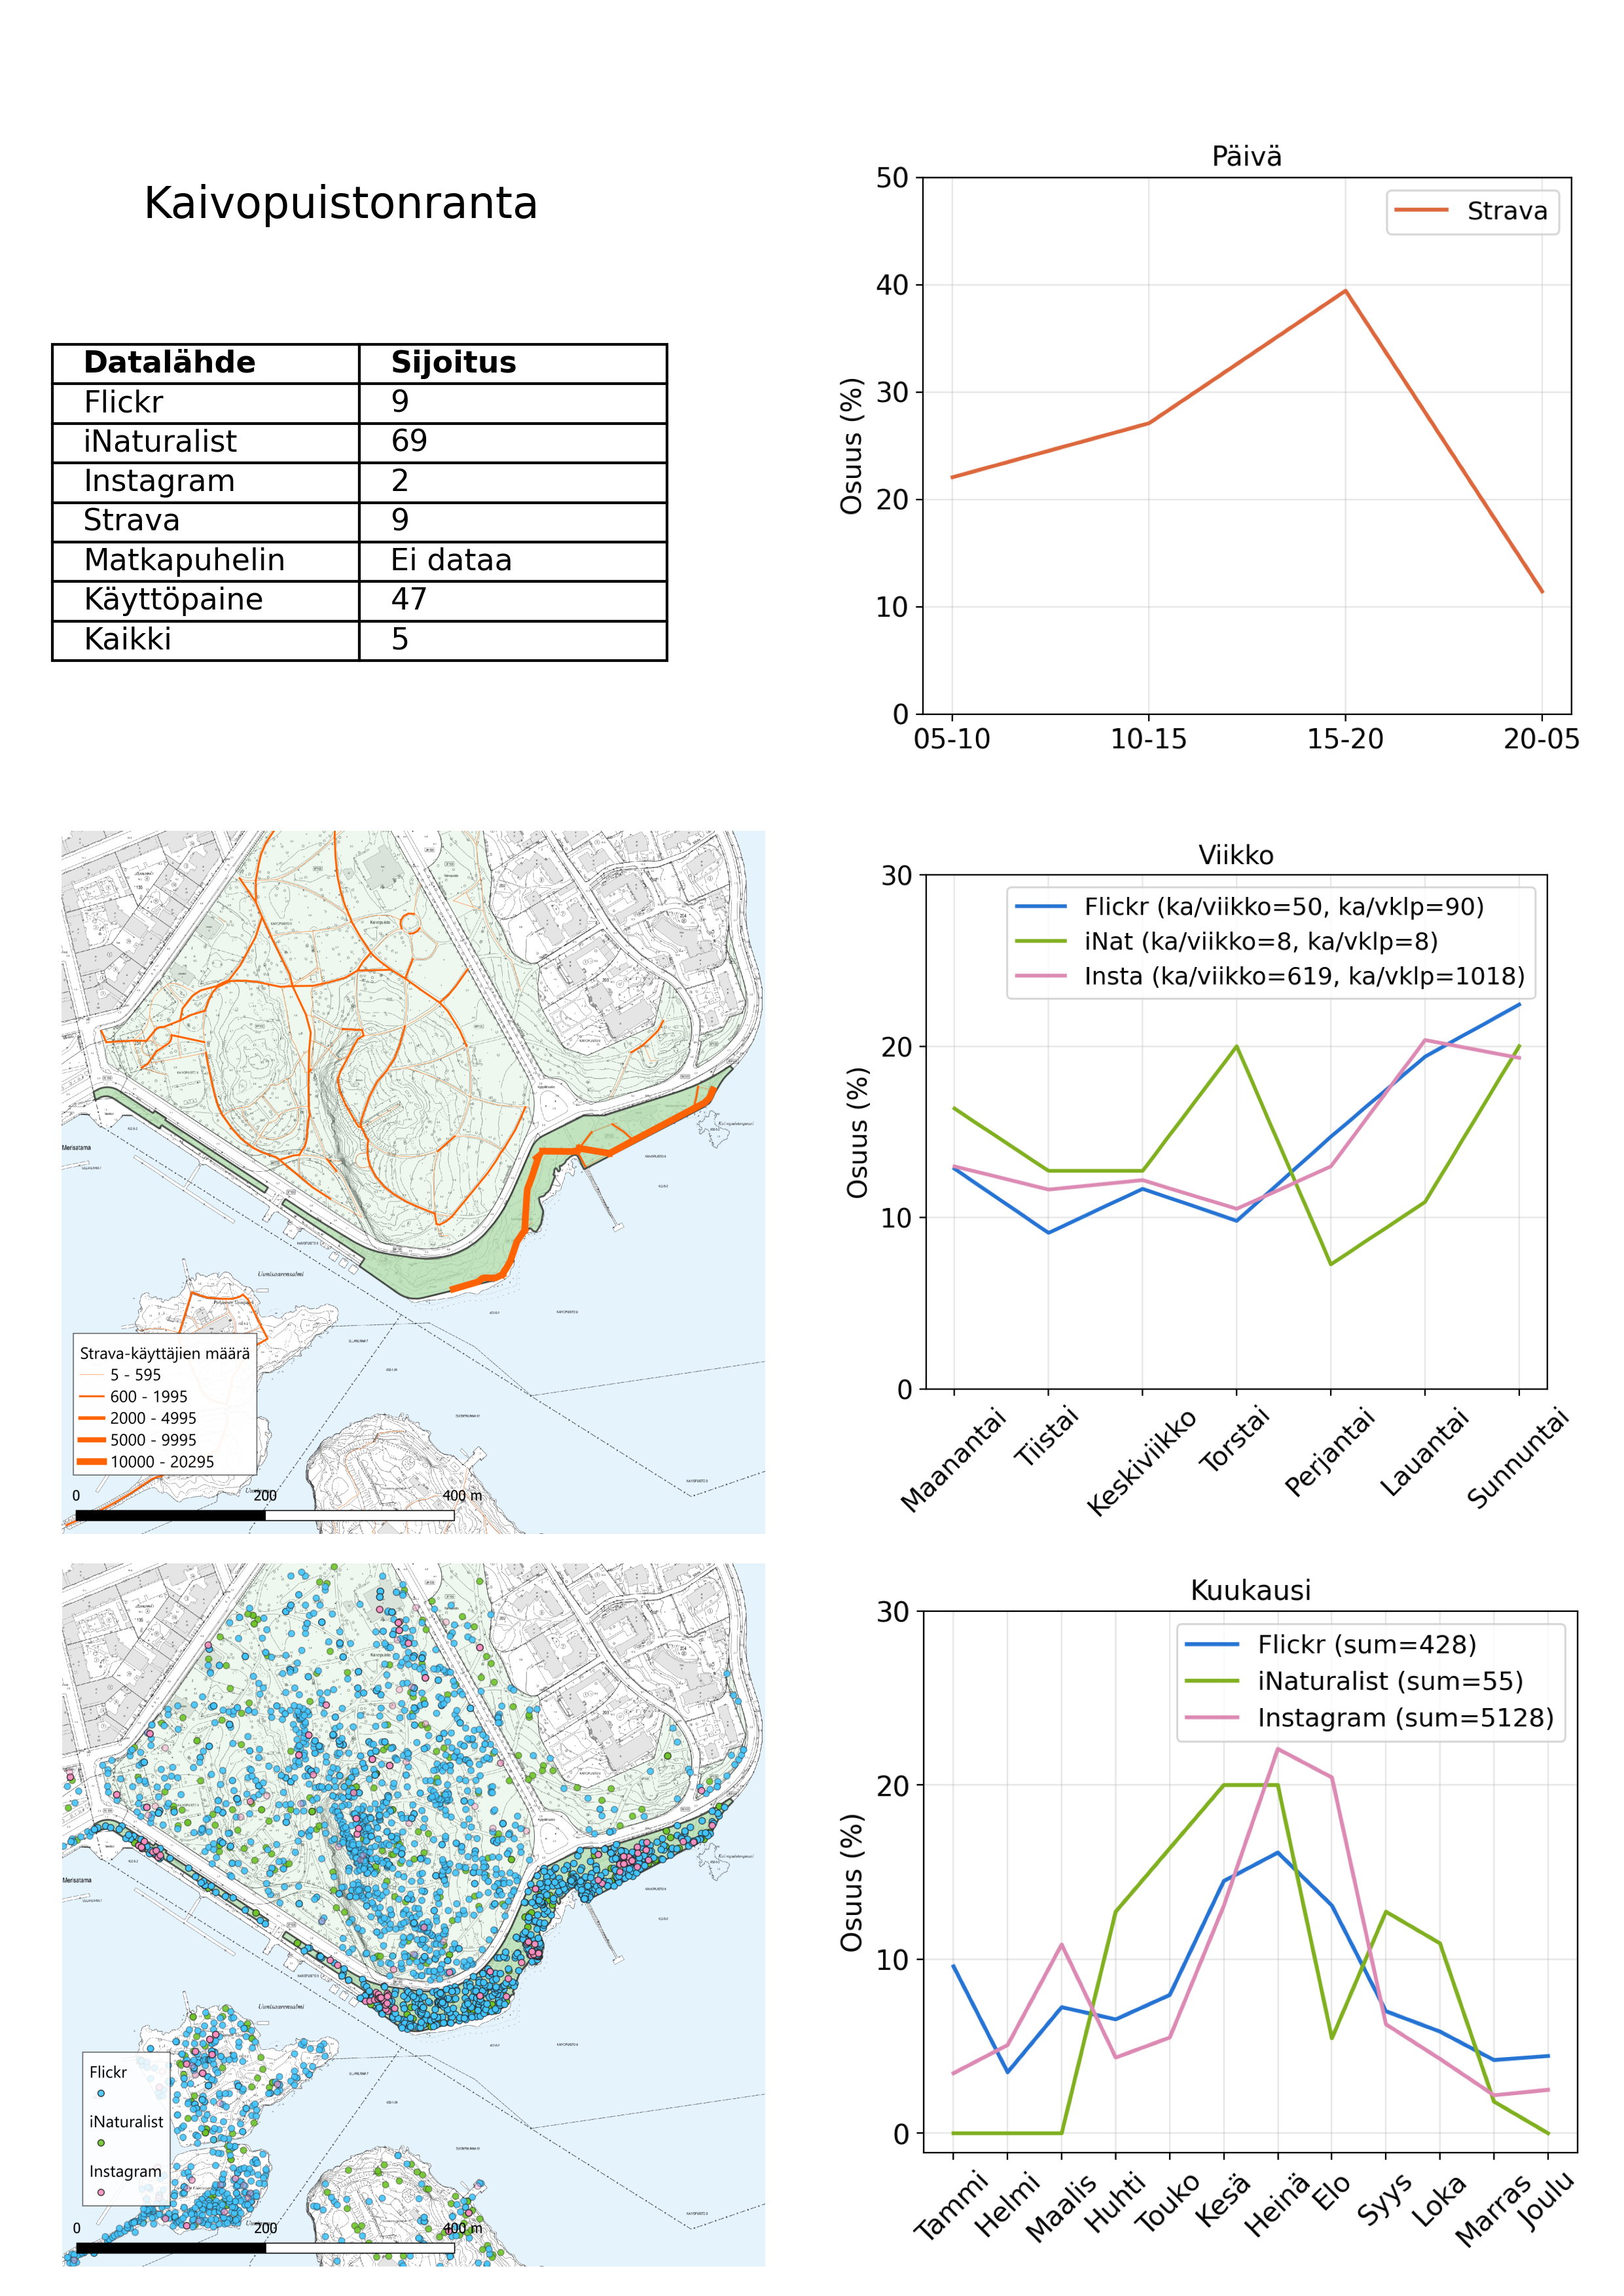 Kaivopuistonranta
Datalähde Sijoitus
Flickr 9
iNaturalist 69
Instagram 2
Strava 9
Matkapuhelin Ei dataa
Käyttöpaine 47
Kaikki 5
Päivä
Strava
Osuus (%)
50
40
30
20
10
0
05-10 10-15 15-20 20-05
Merisatama
Uunisaarensalmi
Strava-käyttäjien määrä
5 - 595
600 - 1995
2000 - 4995
5000 - 9995
10000 - 20295
0 200 400 m
Viikko
Flickr (ka/viikko=50, ka/vklp=90)
iNat (ka/viikko=8, ka/vklp=8)
Insta (ka/viikko=619, ka/vklp=1018)
Osuus (%)
30
20
10
0
Maanantai Tiistai Keskiviikko Torstai Perjantai Lauantai Sunnuntai
Merisatama
Uunisaarensalmi
Flickr
iNaturalist
Instagram
0 200 400 m
Kuukausi
Flickr (sum=428)
iNaturalist (sum=55)
Instagram (sum=5128)
Osuus (%)
30
20
10
0
Tammi Helmi Maalis Huhti Touko Kesä Heinä Elo Syys Loka Marras Joulu